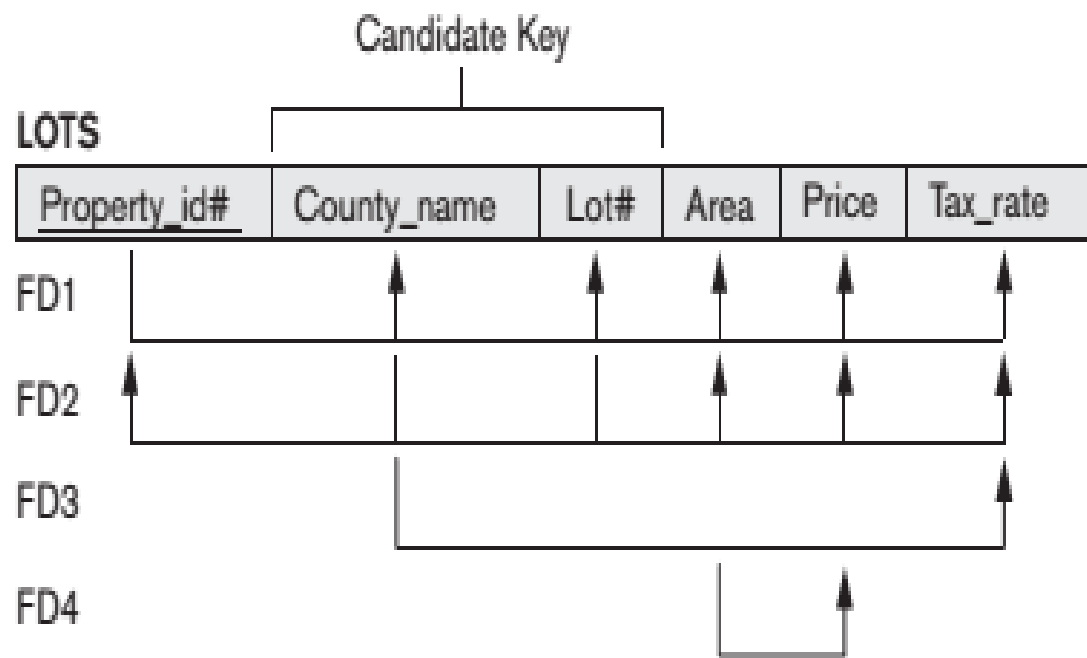 Candidate Key
LOTS
Property_id# County_name Lot# Area Price Tax_rate
FD1
FD2
FD3
FD4